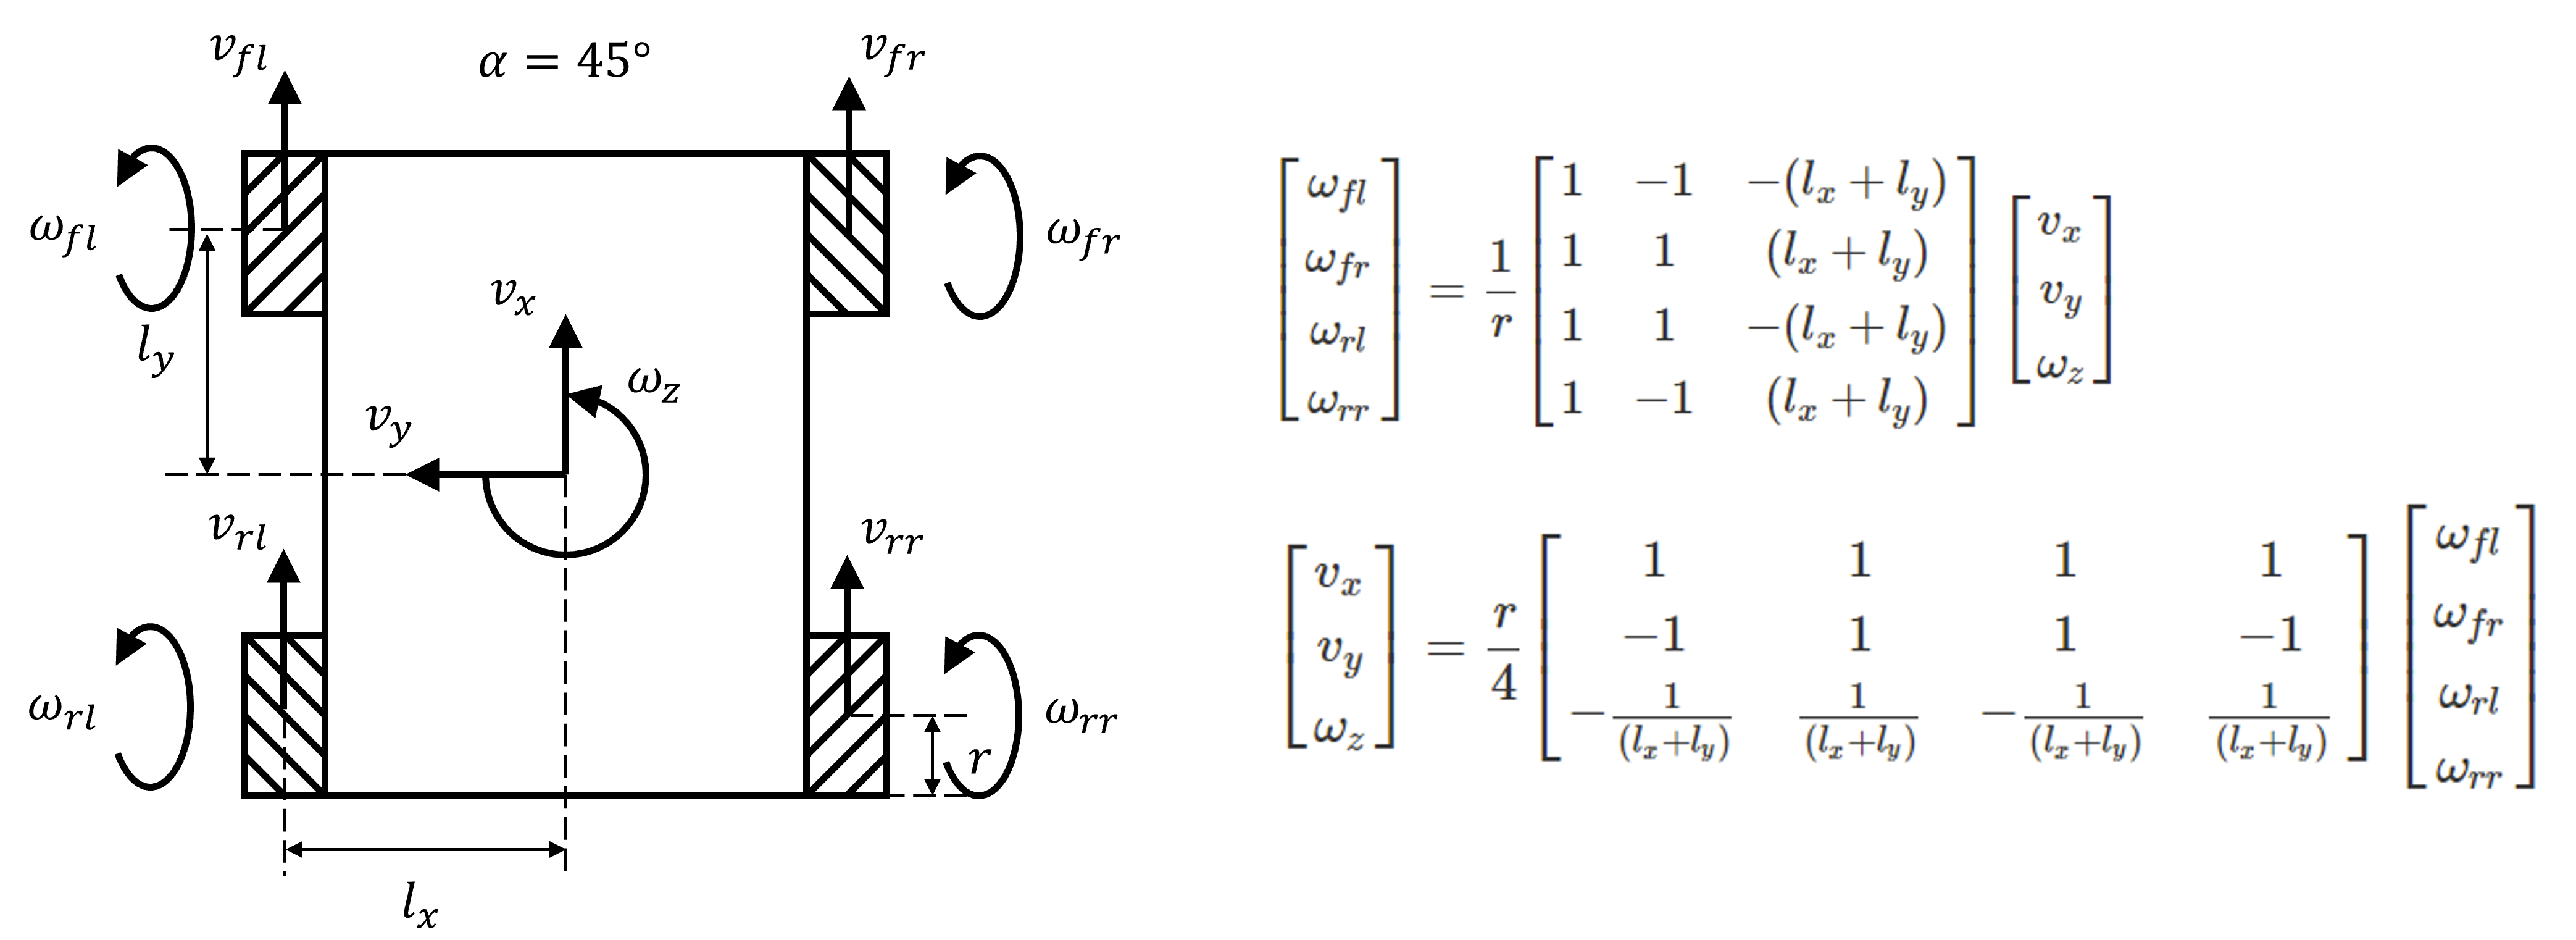 v_fl
α = 45°
v_fr
ω_fl
ω_fr
l_y
v_x
ω_z
v_y
v_rl
v_rr
ω_rl
ω_rr
r
l_x
[ω_fl; ω_fr; ω_rl; ω_rr] = 1/r [1 −1 −(l_x + l_y); 1 1 (l_x + l_y); 1 1 −(l_x + l_y); 1 −1 (l_x + l_y)] [v_x; v_y; ω_z]
[v_x; v_y; ω_z] = r/4 [1 1 1 1; −1 1 1 −1; −1/(l_x+l_y) 1/(l_x+l_y) −1/(l_x+l_y) 1/(l_x+l_y)] [ω_fl; ω_fr; ω_rl; ω_rr]